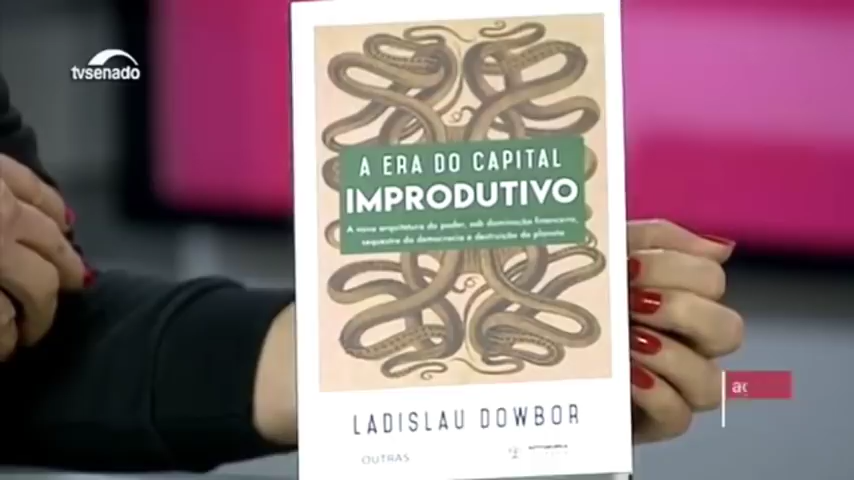 tvsenado
A ERA DO CAPITAL
IMPRODUTIVO
A nova arquitetura do poder, sob dominação financeira,
sequestro da democracia e destruição do planeta
LADISLAU DOWBOR
OUTRAS